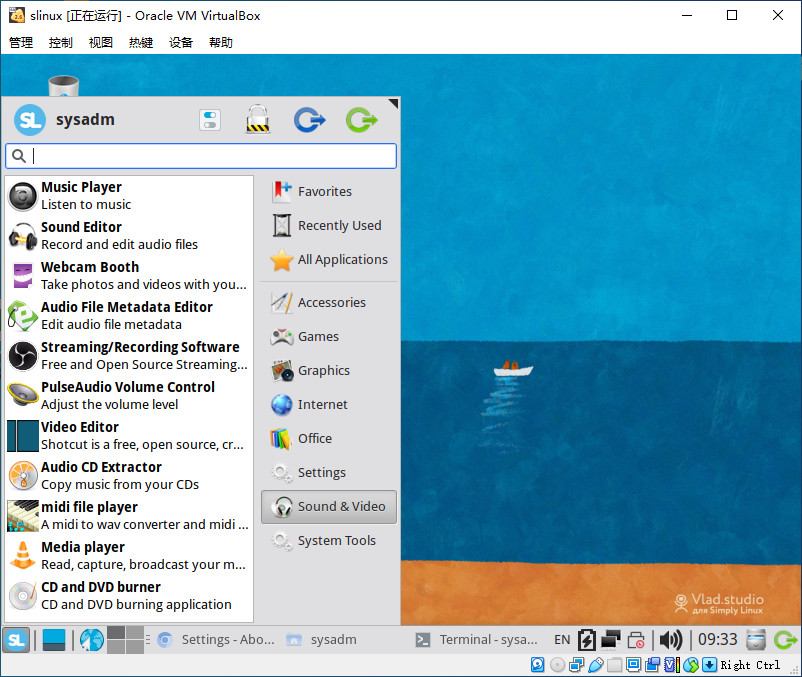 slinux [正在运行] - Oracle VM VirtualBox
管理 控制 视图 热键 设备 帮助
SL sysadm
Music Player
Listen to music
Sound Editor
Record and edit audio files
Webcam Booth
Take photos and videos with you...
Audio File Metadata Editor
Edit audio file metadata
Streaming/Recording Software
Free and Open Source Streaming...
PulseAudio Volume Control
Adjust the volume level
Video Editor
Shotcut is a free, open source, cr...
Audio CD Extractor
Copy music from your CDs
midi file player
A midi to wav converter and midi ...
Media player
Read, capture, broadcast your m...
CD and DVD burner
CD and DVD burning application
Favorites
Recently Used
All Applications
Accessories
Games
Graphics
Internet
Office
Settings
Sound & Video
System Tools
Vlad.studio
для Simply Linux
SL Settings - Abo... sysadm Terminal - sysa... EN 09:33
Right Ctrl